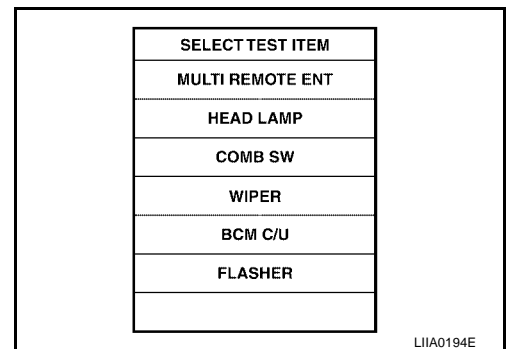 SELECT TEST ITEM
MULTI REMOTE ENT
HEAD LAMP
COMB SW
WIPER
BCM C/U
FLASHER
LIIA0194E